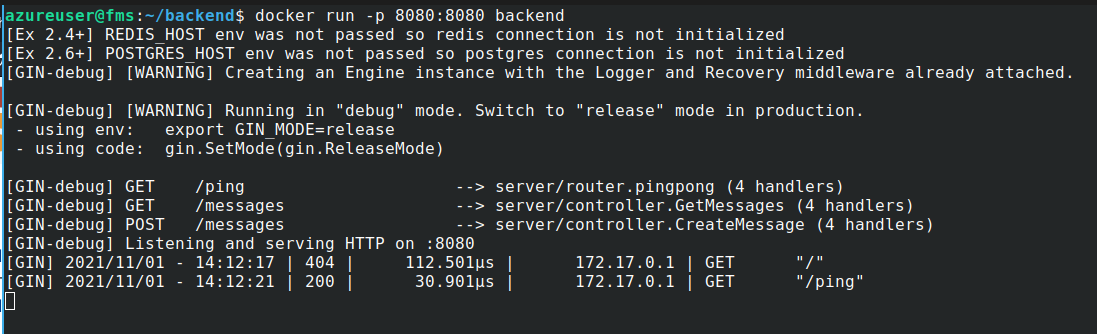 azureuser@fms:~/backend$ docker run -p 8080:8080 backend
[Ex 2.4+] REDIS_HOST env was not passed so redis connection is not initialized
[Ex 2.6+] POSTGRES_HOST env was not passed so postgres connection is not initialized
[GIN-debug] [WARNING] Creating an Engine instance with the Logger and Recovery middleware already attached.
[GIN-debug] [WARNING] Running in "debug" mode. Switch to "release" mode in production.
 - using env:   export GIN_MODE=release
 - using code:  gin.SetMode(gin.ReleaseMode)
[GIN-debug] GET    /ping                     --> server/router.pingpong (4 handlers)
[GIN-debug] GET    /messages                 --> server/controller.GetMessages (4 handlers)
[GIN-debug] POST   /messages                 --> server/controller.CreateMessage (4 handlers)
[GIN-debug] Listening and serving HTTP on :8080
[GIN] 2021/11/01 - 14:12:17 | 404 |     112.501µs |      172.17.0.1 | GET      "/"
[GIN] 2021/11/01 - 14:12:21 | 200 |      30.901µs |      172.17.0.1 | GET      "/ping"